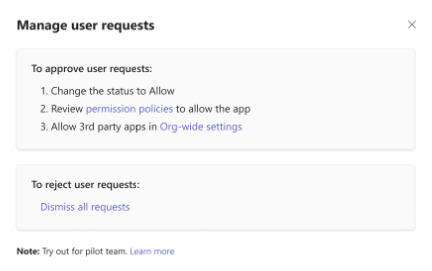 Manage user requests
To approve user requests:
1. Change the status to Allow
2. Review permission policies to allow the app
3. Allow 3rd party apps in Org-wide settings
To reject user requests:
Dismiss all requests
Note: Try out for pilot team. Learn more